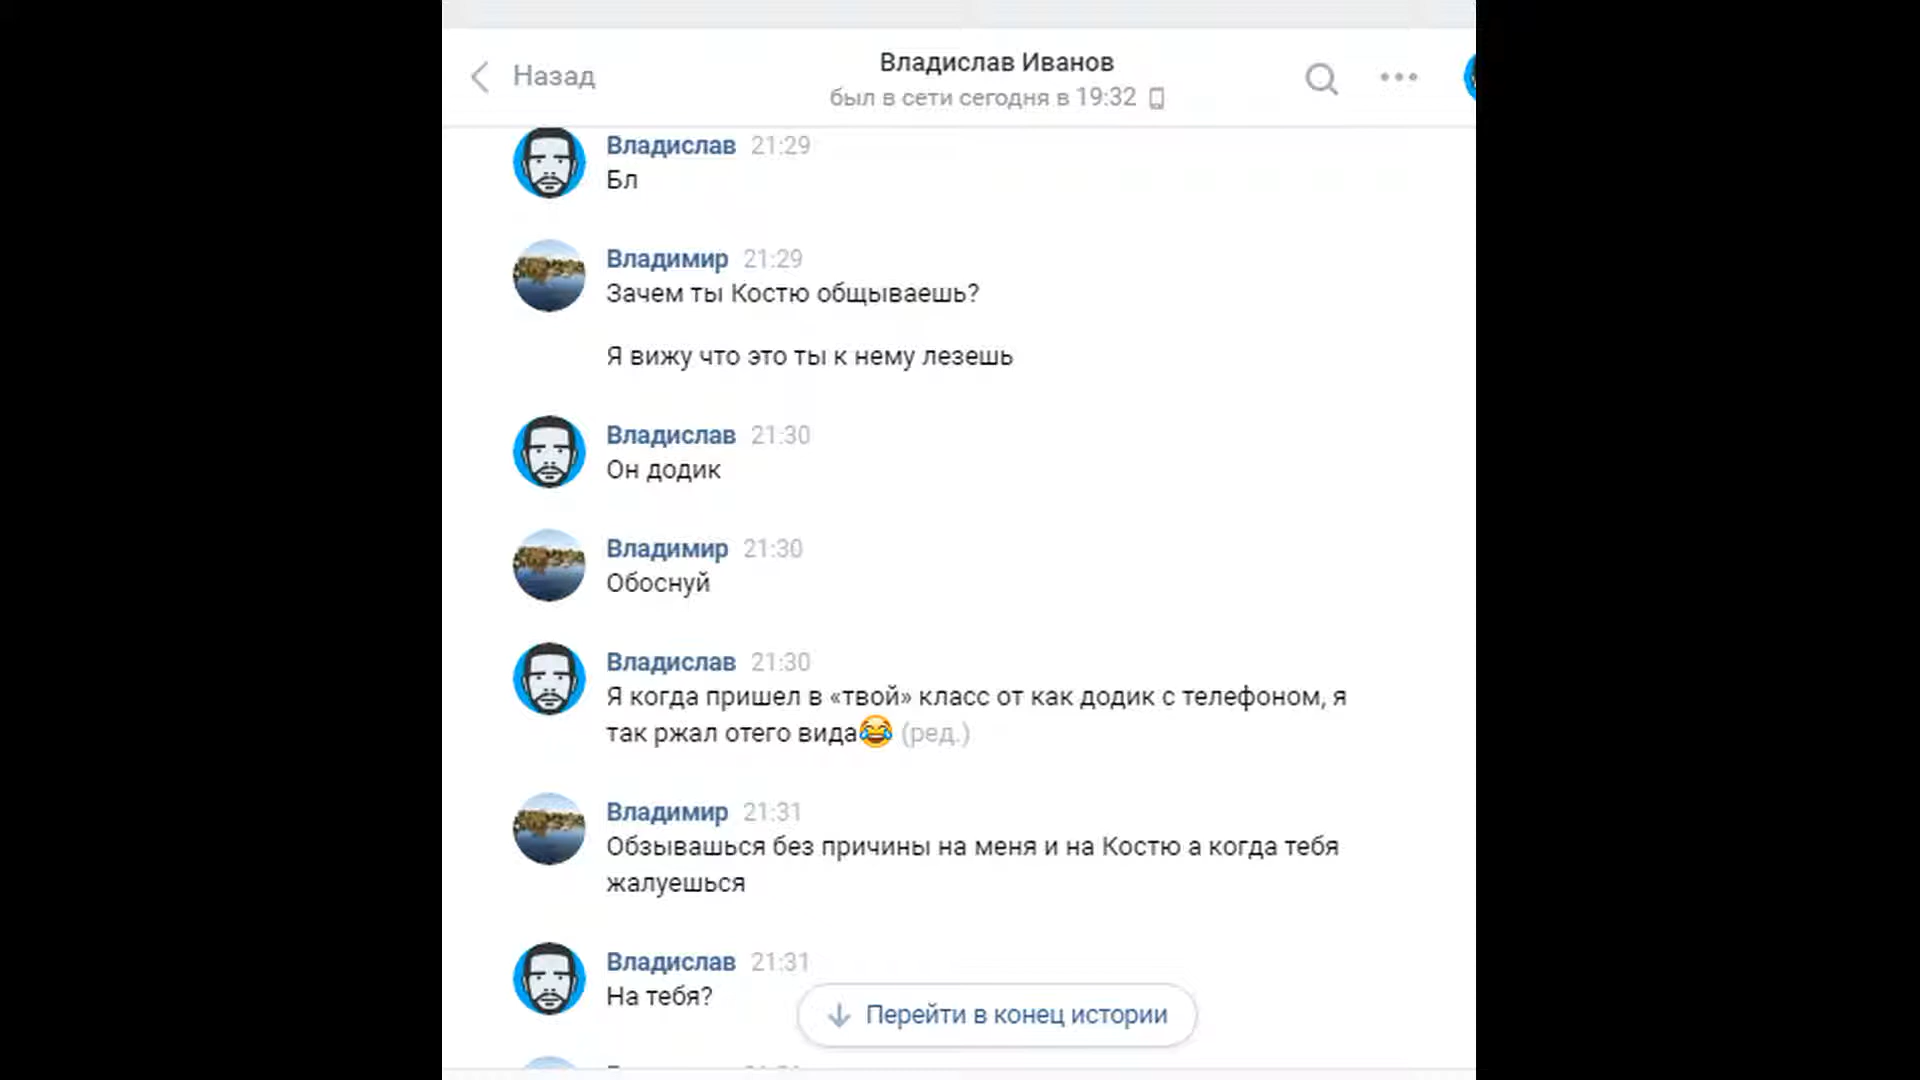 Назад
Владислав Иванов
был в сети сегодня в 19:32
Владислав 21:29
Бл
Владимир 21:29
Зачем ты Костю общываешь?
Я вижу что это ты к нему лезешь
Владислав 21:30
Он додик
Владимир 21:30
Обоснуй
Владислав 21:30
Я когда пришел в «твой» класс от как додик с телефоном, я
так ржал отего вида😂 (ред.)
Владимир 21:31
Обзывашься без причины на меня и на Костю а когда тебя
жалуешься
Владислав 21:31
На тебя?
Перейти в конец истории